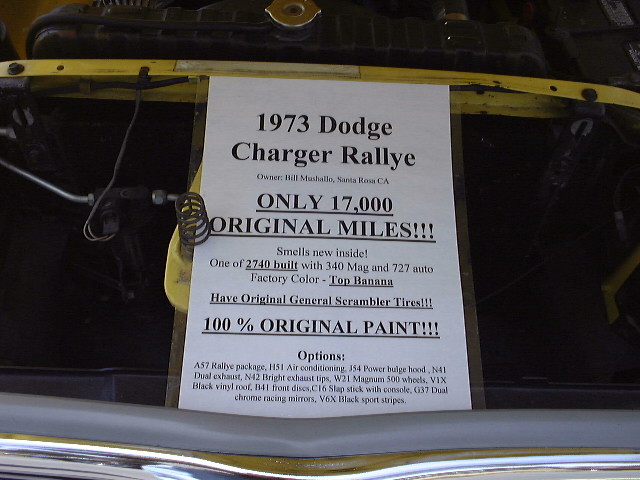 1973 Dodge
Charger Rallye
Owner: Bill Mushallo, Santa Rosa CA
ONLY 17,000
ORIGINAL MILES!!!
Smells new inside!
One of 2740 built with 340 Mag and 727 auto
Factory Color - Top Banana
Have Original General Scrambler Tires!!!
100 % ORIGINAL PAINT!!!
Options:
A57 Rallye package, H51 Air conditioning, J54 Power bulge hood , N41
Dual exhaust, N42 Bright exhaust tips, W21 Magnum 500 wheels, V1X
Black vinyl roof, B41 front discs,C16 Slap stick with console, G37 Dual
chrome racing mirrors, V6X Black sport stripes.